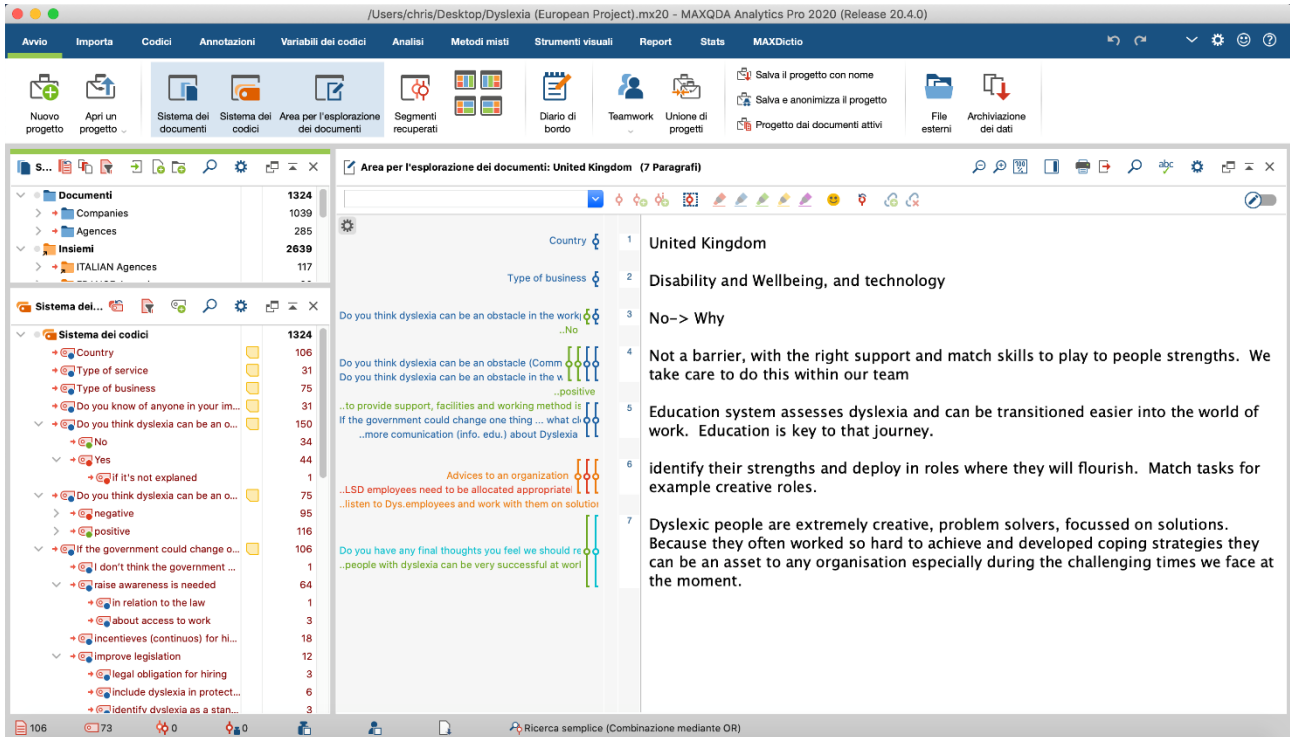 /Users/chris/Desktop/Dyslexia (European Project).mx20 - MAXQDA Analytics Pro 2020 (Release 20.4.0)
Avvio Importa Codici Annotazioni Variabili dei codici Analisi Metodi misti Strumenti visuali Report Stats MAXDictio
Nuovo progetto
Apri un progetto
Sistema dei documenti
Sistema dei codici
Area per l'esplorazione dei documenti
Segmenti recuperati
Diario di bordo
Teamwork
Unione di progetti
Salva il progetto con nome
Salva e anonimizza il progetto
Progetto dai documenti attivi
File esterni
Archiviazione dei dati
S...
Documenti 1324
Companies 1039
Agences 285
Insiemi 2639
ITALIAN Agences 117
Sistema dei...
Sistema dei codici 1324
Country 106
Type of service 31
Type of business 75
Do you know of anyone in your im... 31
Do you think dyslexia can be an o... 150
No 34
Yes 44
if it's not explaned 1
Do you think dyslexia can be an o... 75
negative 95
positive 116
If the government could change o... 106
I don't think the government ... 1
raise awareness is needed 64
in relation to the law 1
about access to work 3
incentieves (continuos) for hi... 18
improve legislation 12
legal obligation for hiring 3
include dyslexia in protect... 6
identify dyslexia as a stan... 3
Area per l'esplorazione dei documenti: United Kingdom (7 Paragrafi)
Country
Type of business
Do you think dyslexia can be an obstacle in the work
..No
Do you think dyslexia can be an obstacle (Comm
Do you think dyslexia can be an obstacle in the w
..positive
..to provide support, facilities and working method is
If the government could change one thing ... what cl
..more comunication (info. edu.) about Dyslexia
Advices to an organization
..LSD employees need to be allocated appropriatel
..listen to Dys.employees and work with them on solution
Do you have any final thoughts you feel we should re
..people with dyslexia can be very successful at worl
1 United Kingdom
2 Disability and Wellbeing, and technology
3 No-> Why
4 Not a barrier, with the right support and match skills to play to people strengths. We
take care to do this within our team
5 Education system assesses dyslexia and can be transitioned easier into the world of
work. Education is key to that journey.
6 identify their strengths and deploy in roles where they will flourish. Match tasks for
example creative roles.
7 Dyslexic people are extremely creative, problem solvers, focussed on solutions.
Because they often worked so hard to achieve and developed coping strategies they
can be an asset to any organisation especially during the challenging times we face at
the moment.
106 73 0 0 Ricerca semplice (Combinazione mediante OR)